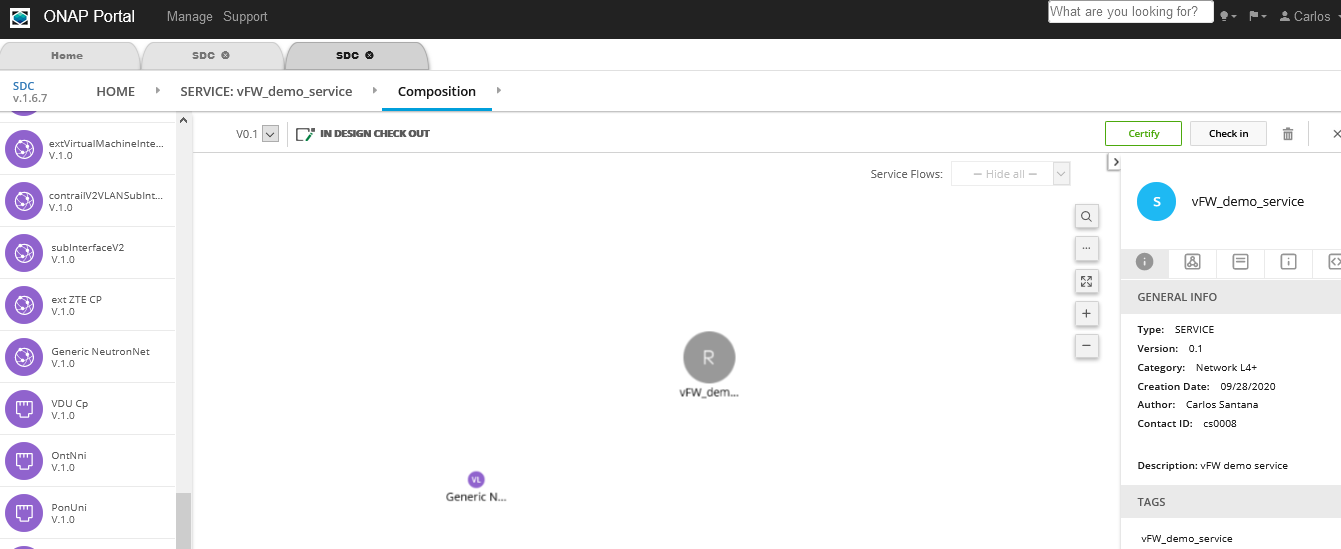 ONAP Portal
Manage Support
What are you looking for?
Carlos
Home
SDC
SDC
SDC
v.1.6.7
HOME
SERVICE: vFW_demo_service
Composition
extVirtualMachineInte...
V.1.0
contrailV2VLANSubInt...
V.1.0
subInterfaceV2
V.1.0
ext ZTE CP
V.1.0
Generic NeutronNet
V.1.0
VDU Cp
V.1.0
OntNni
V.1.0
PonUni
V.1.0
V0.1
IN DESIGN CHECK OUT
Certify
Check in
Service Flows:
— Hide all —
R
vFW_dem...
VL
Generic N...
S
vFW_demo_service
GENERAL INFO
Type: SERVICE
Version: 0.1
Category: Network L4+
Creation Date: 09/28/2020
Author: Carlos Santana
Contact ID: cs0008
Description: vFW demo service
TAGS
vFW_demo_service